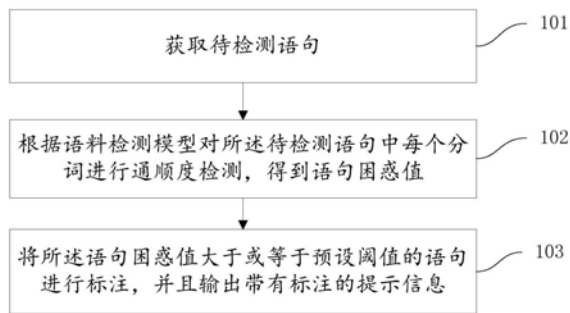 获取待检测语句
101
根据语料检测模型对所述待检测语句中每个分
词进行通顺度检测，得到语句困惑值
102
将所述语句困惑值大于或等于预设阈值的语句
进行标注，并且输出带有标注的提示信息
103